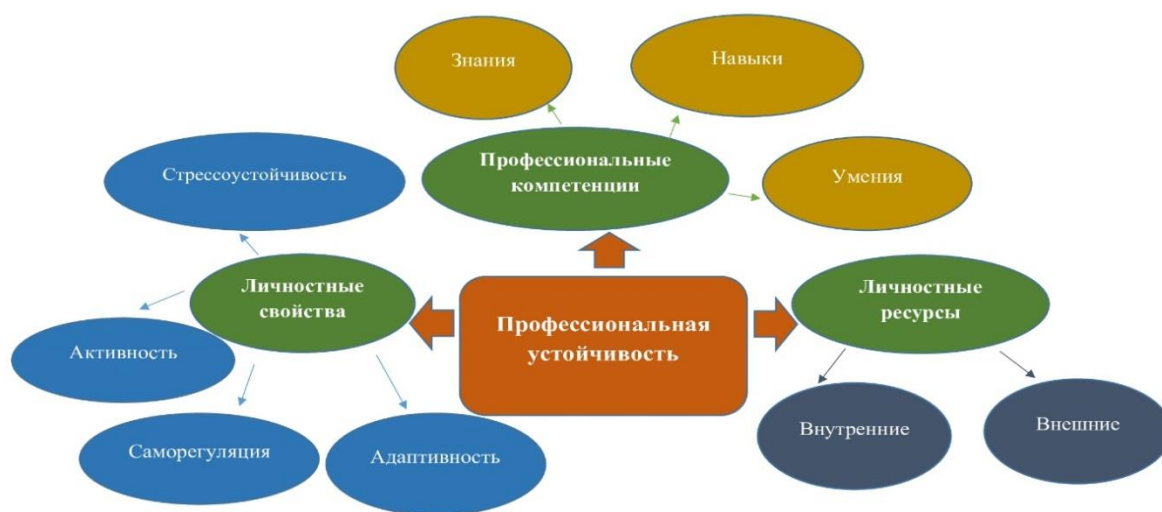 Знания
Навыки
Профессиональные
компетенции
Умения
Стрессоустойчивость
Личностные
свойства
Активность
Саморегуляция
Адаптивность
Профессиональная
устойчивость
Личностные
ресурсы
Внутренние
Внешние